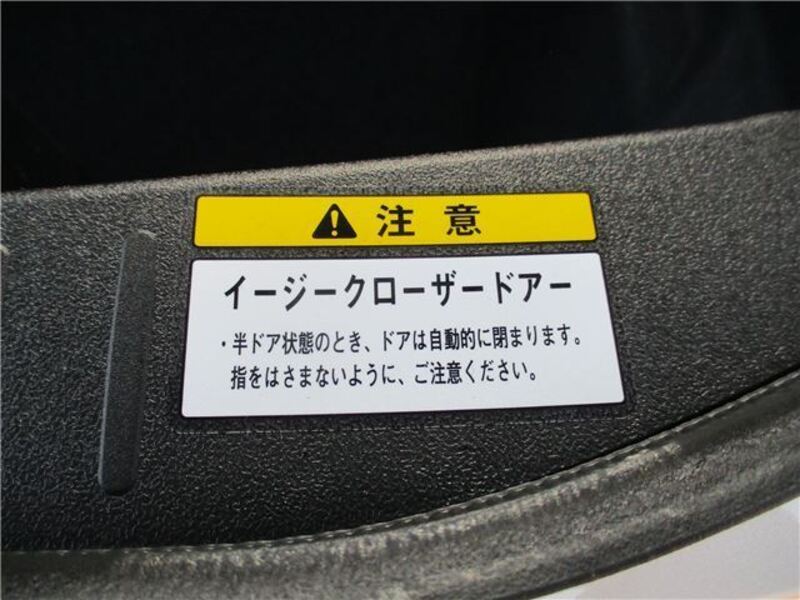 注意
イージークローザードアー
・半ドア状態のとき、ドアは自動的に閉まります。
指をはさまないように、ご注意ください。